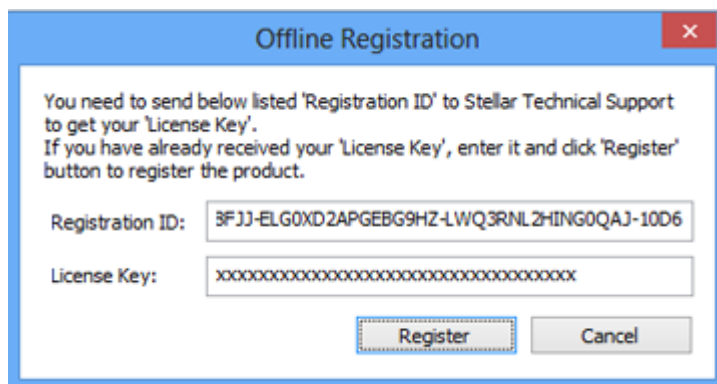 Offline Registration
You need to send below listed 'Registration ID' to Stellar Technical Support
to get your 'License Key'.
If you have already received your 'License Key', enter it and click 'Register'
button to register the product.
Registration ID: 3FJJ-ELG0XD2APGEBG9HZ-LWQ3RNL2HING0QAJ-10D6
License Key: xxxxxxxxxxxxxxxxxxxxxxxxxxxxxxxxxx
Register Cancel